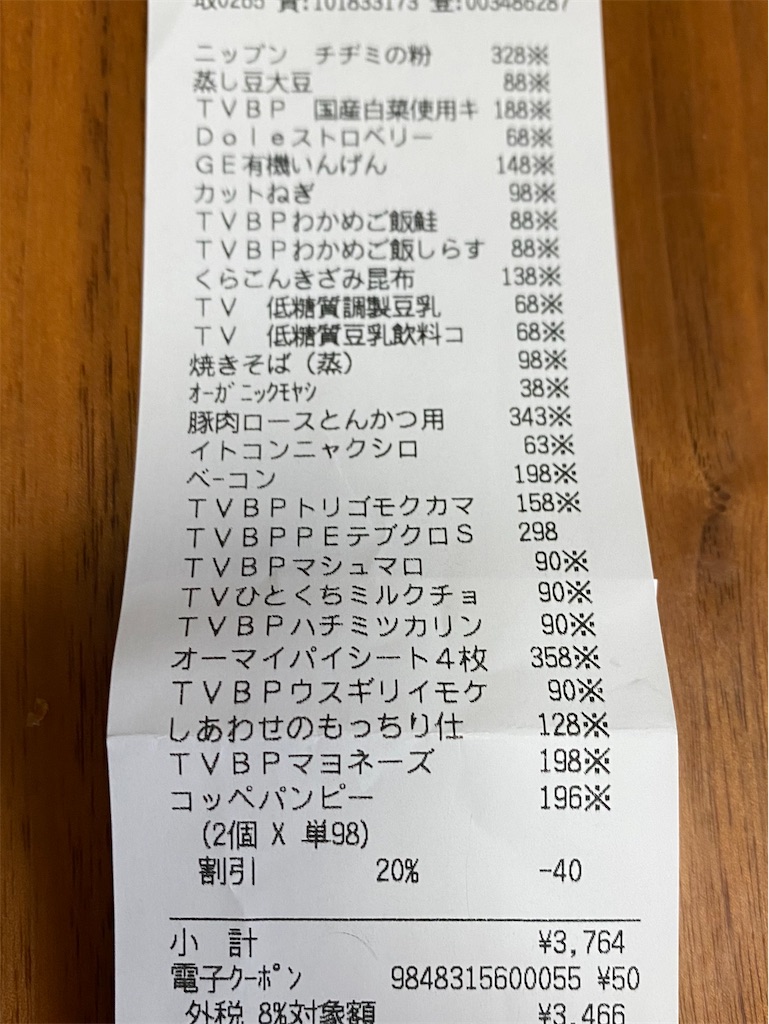 取0265 責:101833173 登:003486287
ニップン チヂミの粉 328※
蒸し豆大豆 88※
TVBP 国産白菜使用キ 188※
Doleストロベリー 68※
GE有機いんげん 148※
カットねぎ 98※
TVBPわかめご飯鮭 88※
TVBPわかめご飯しらす 88※
くらこんきざみ昆布 138※
TV 低糖質調製豆乳 68※
TV 低糖質豆乳飲料コ 68※
焼きそば(蒸) 98※
オーガニックモヤシ 38※
豚肉ロースとんかつ用 343※
イトコンニャクシロ 63※
ベーコン 198※
TVBPトリゴモクカマ 158※
TVBPPEテブクロS 298
TVBPマシュマロ 90※
TVひとくちミルクチョ 90※
TVBPハチミツカリン 90※
オーマイパイシート4枚 358※
TVBPウスギリイモケ 90※
しあわせのもっちり仕 128※
TVBPマヨネーズ 198※
コッペパンピー 196※
(2個 X 単98)
割引 20% -40
小 計 ¥3,764
電子クーポン 9848315600055 ¥50
外税 8%対象額 ¥3,466